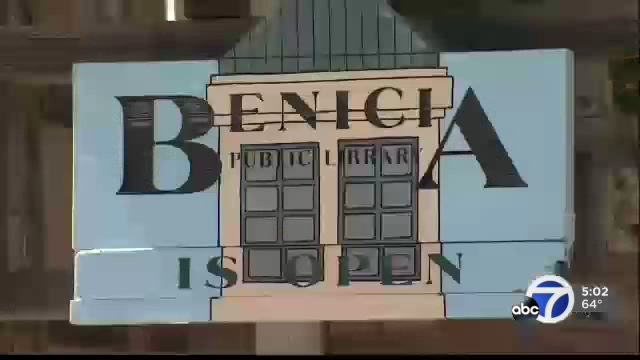 BENICIA
PUBLIC LIBRARY
IS OPEN
abc 7
5:02
64°